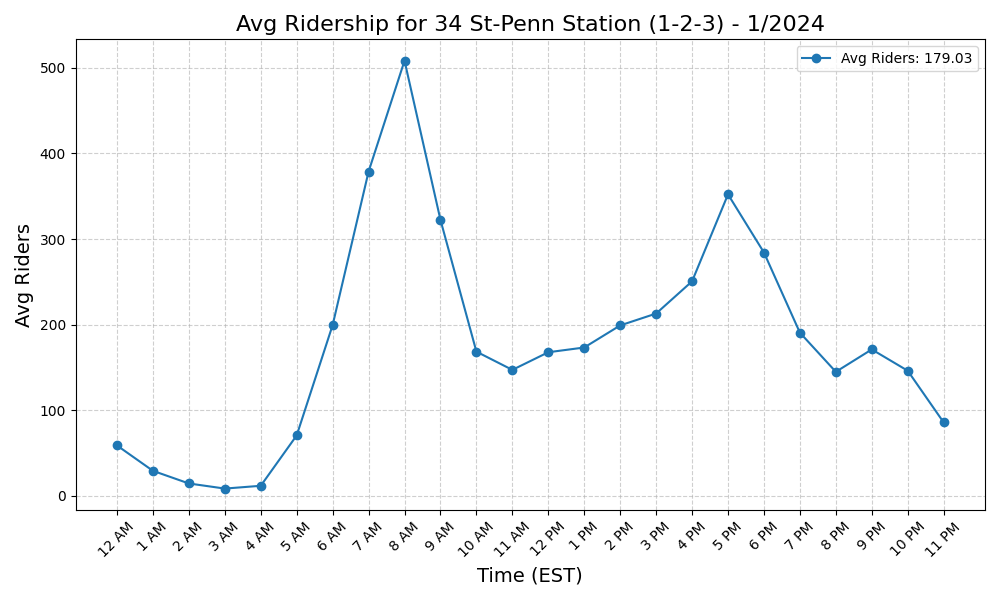 Avg Ridership for 34 St-Penn Station (1-2-3) - 1/2024
Avg Riders: 179.03
500
400
300
200
100
0
Avg Riders
12 AM
1 AM
2 AM
3 AM
4 AM
5 AM
6 AM
7 AM
8 AM
9 AM
10 AM
11 AM
12 PM
1 PM
2 PM
3 PM
4 PM
5 PM
6 PM
7 PM
8 PM
9 PM
10 PM
11 PM
Time (EST)